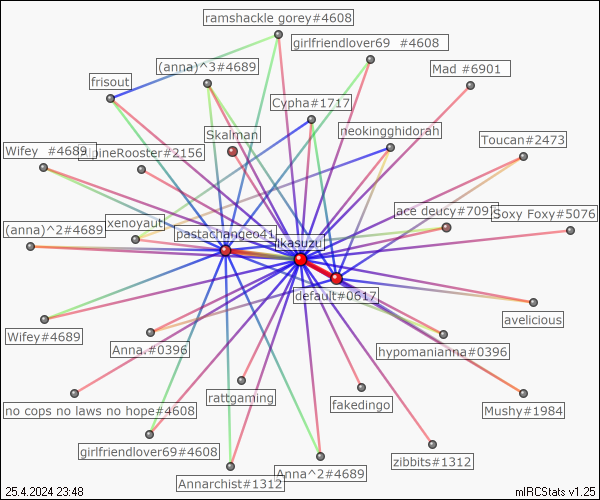 ramshackle gorey#4608
girlfriendlover69 #4608
(anna)^3#4689
Mad #6901
frisout
Cypha#1717
Skalman
neokingghidorah
Toucan#2473
Wifey #4689
lpineRooster#2156
ace deucy#709
Soxy Foxy#5076
xenoyaut
(anna)^2#4689
pastachangeo41
ikasuzu
default#0617
avelicious
Wifey#4689
Anna.#0396
hypomanianna#0396
rattgaming
fakedingo
no cops no laws no hope#4608
Mushy#1984
girlfriendlover69#4608
zibbits#1312
Anna^2#4689
Annarchist#1312
25.4.2024 23:48
mIRCStats v1.25